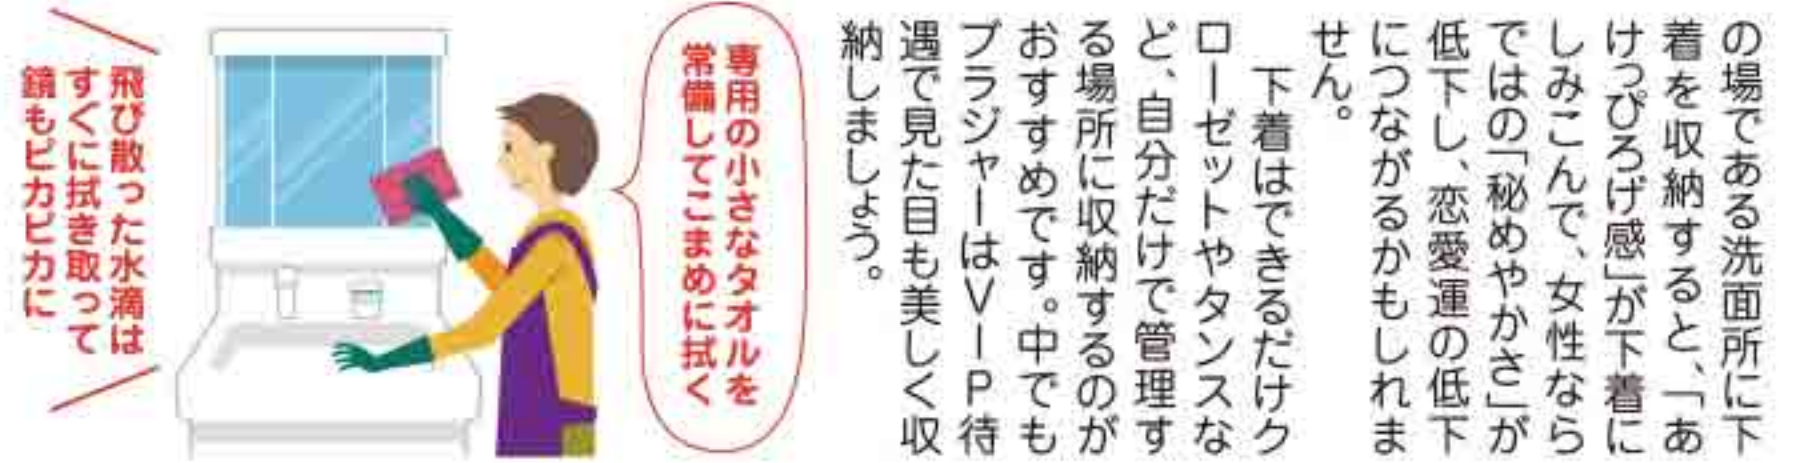 の場である洗面所に下
着を収納すると、「あ
けっぴろげ感」が下着に
しみこんで、女性なら
ではの「秘めやかさ」が
低下し、恋愛運の低下
につながるかもしれま
せん。
下着はできるだけク
ローゼットやタンスな
ど、自分だけで管理す
る場所に収納するのが
おすすめです。中でも
ブラジャーはVIP待
遇で見た目も美しく収
納しましょう。
専用の小さなタオルを
常備してこまめに拭く
飛び散った水滴は
すぐに拭き取って
鏡もピカピカに